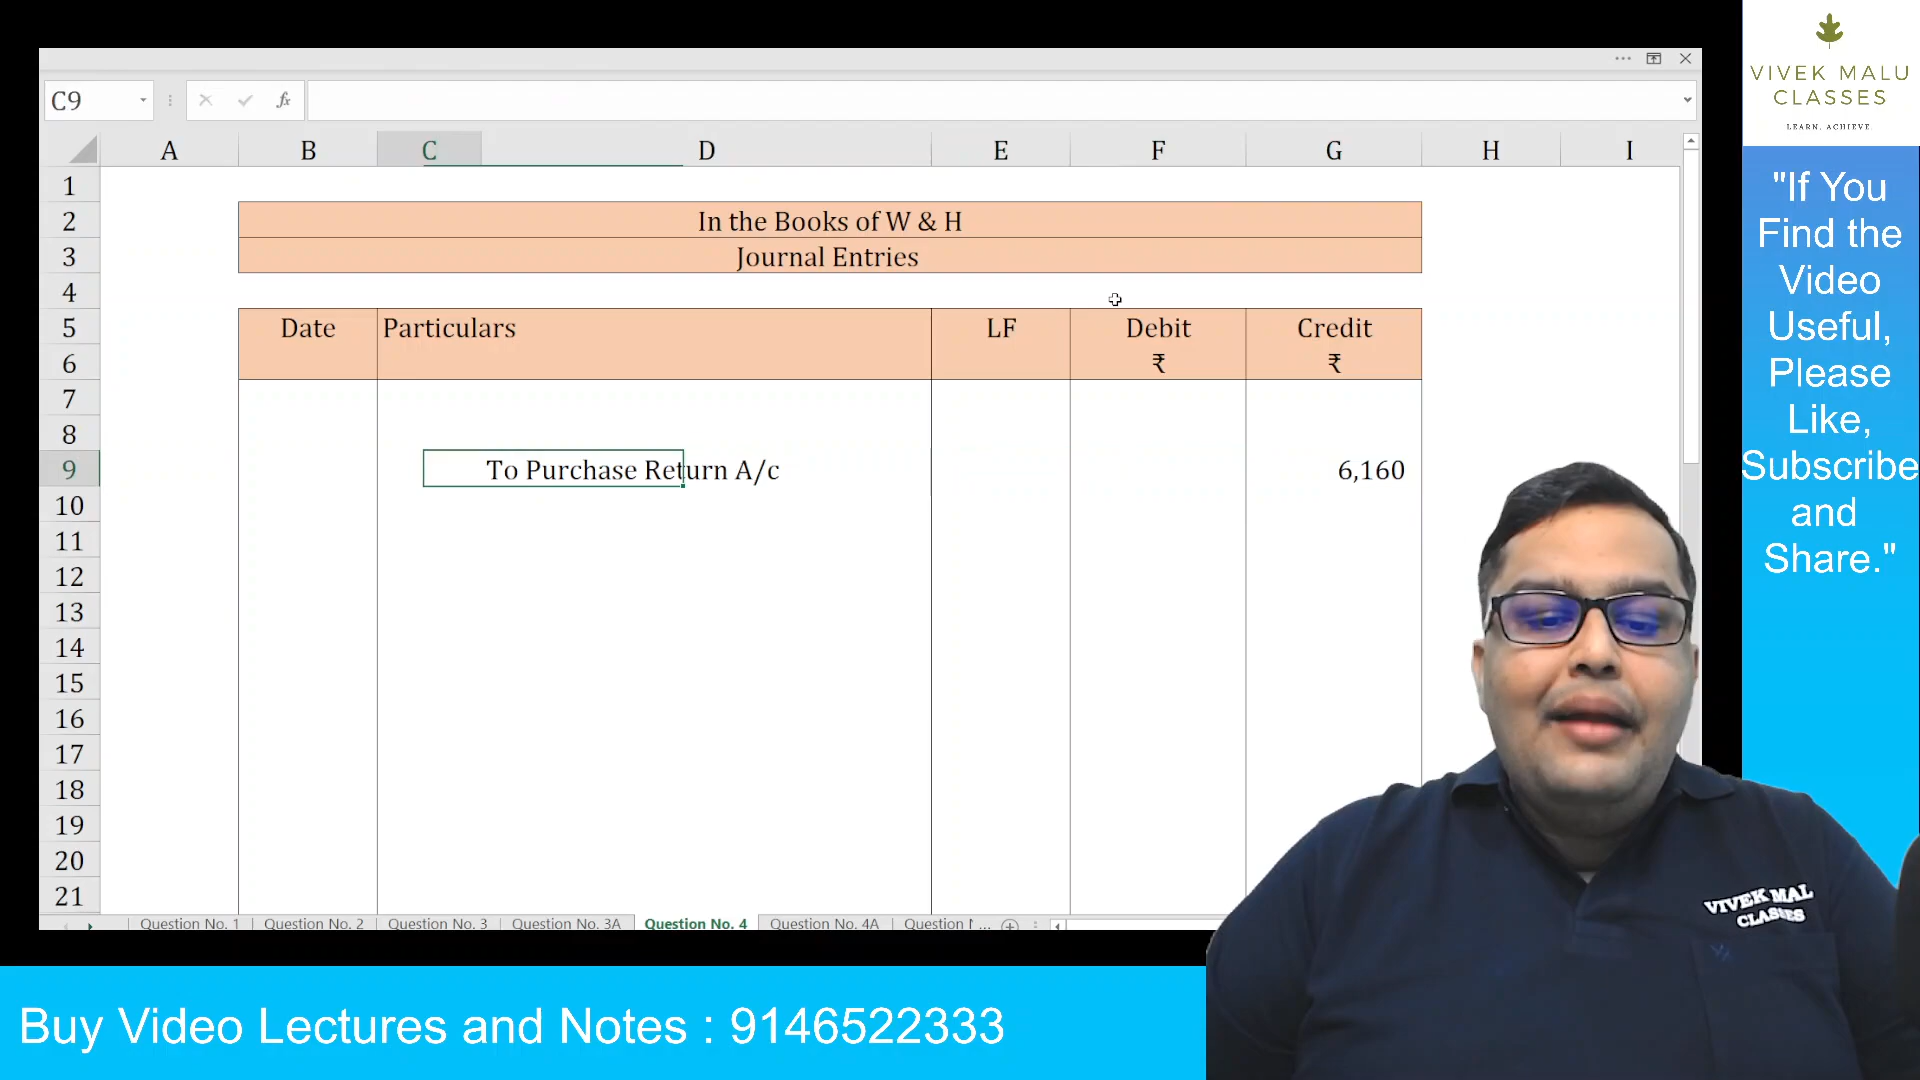 C9
fx
A B C D E F G H I
1
2 In the Books of W & H
3 Journal Entries
4
5 Date Particulars LF Debit Credit
6 ₹ ₹
7
8
9 To Purchase Return A/c 6,160
10
11
12
13
14
15
16
17
18
19
20
21
Question No. 1 Question No. 2 Question No. 3 Question No. 3A Question No. 4 Question No. 4A Question ...
VIVEK MALU
CLASSES
LEARN. ACHIEVE.
"If You
Find the
Video
Useful,
Please
Like,
Subscribe
and
Share."
VIVEK MAL
CLASSES
Buy Video Lectures and Notes : 9146522333